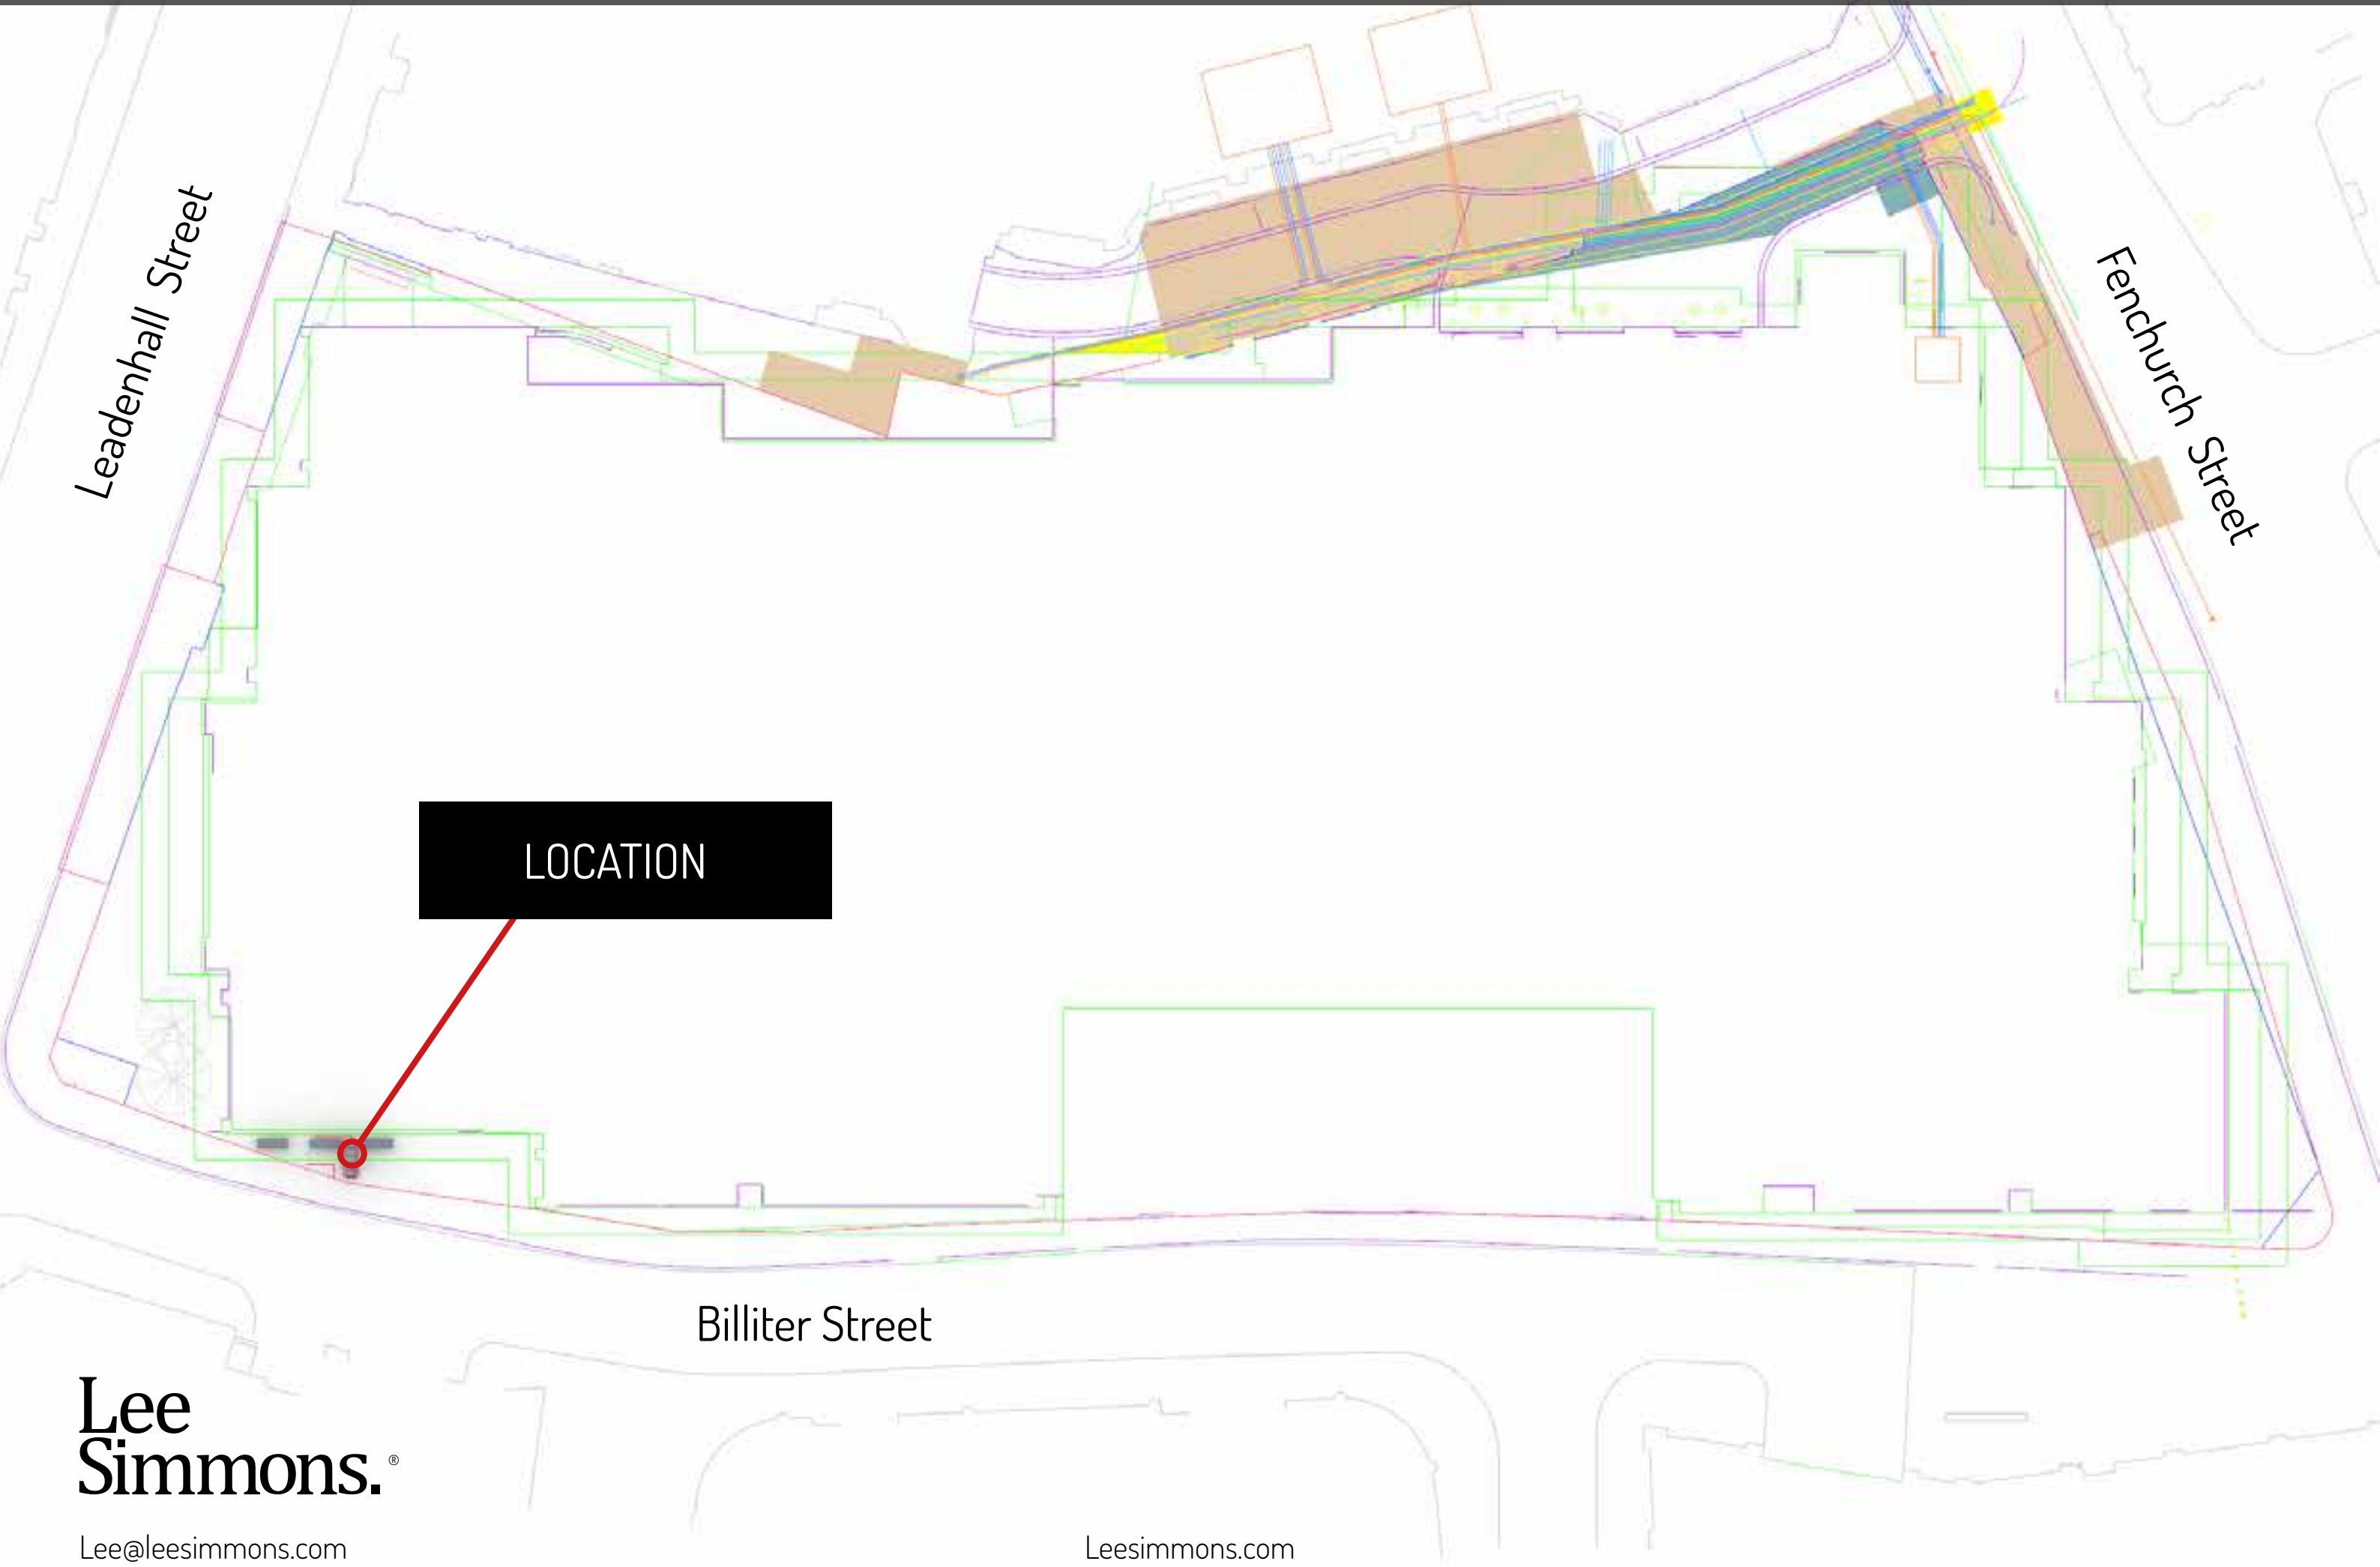 Leadenhall Street
Fenchurch Street
LOCATION
Billiter Street
Lee
Simmons.®
Lee@leesimmons.com
Leesimmons.com